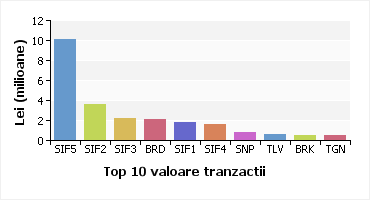 Lei (milioane)
12
10
8
6
4
2
0
SIF5 SIF2 SIF3 BRD SIF1 SIF4 SNP TLV BRK TGN
Top 10 valoare tranzactii